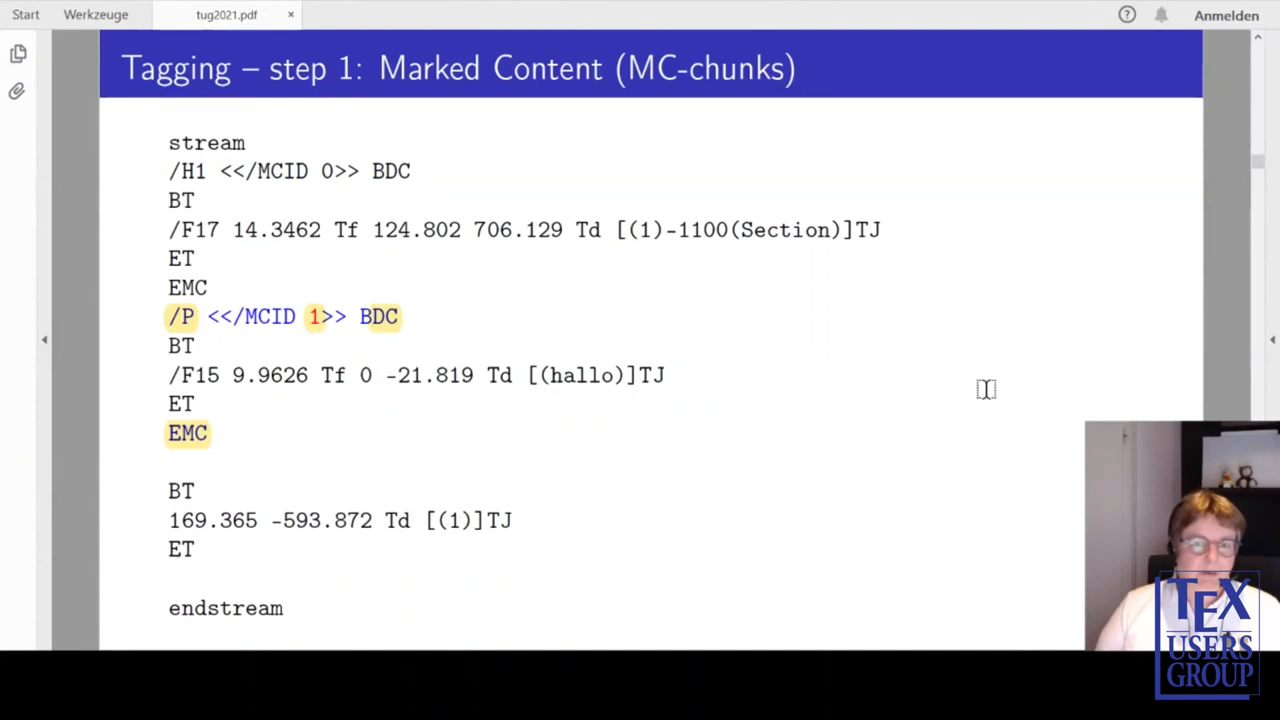 Start Werkzeuge tug2021.pdf × ? Anmelden
Tagging – step 1: Marked Content (MC-chunks)
stream
/H1 <</MCID 0>> BDC
BT
/F17 14.3462 Tf 124.802 706.129 Td [(1)-1100(Section)]TJ
ET
EMC
/P <</MCID 1>> BDC
BT
/F15 9.9626 Tf 0 -21.819 Td [(hallo)]TJ
ET
EMC
BT
169.365 -593.872 Td [(1)]TJ
ET
endstream
TEX
USERS
GROUP